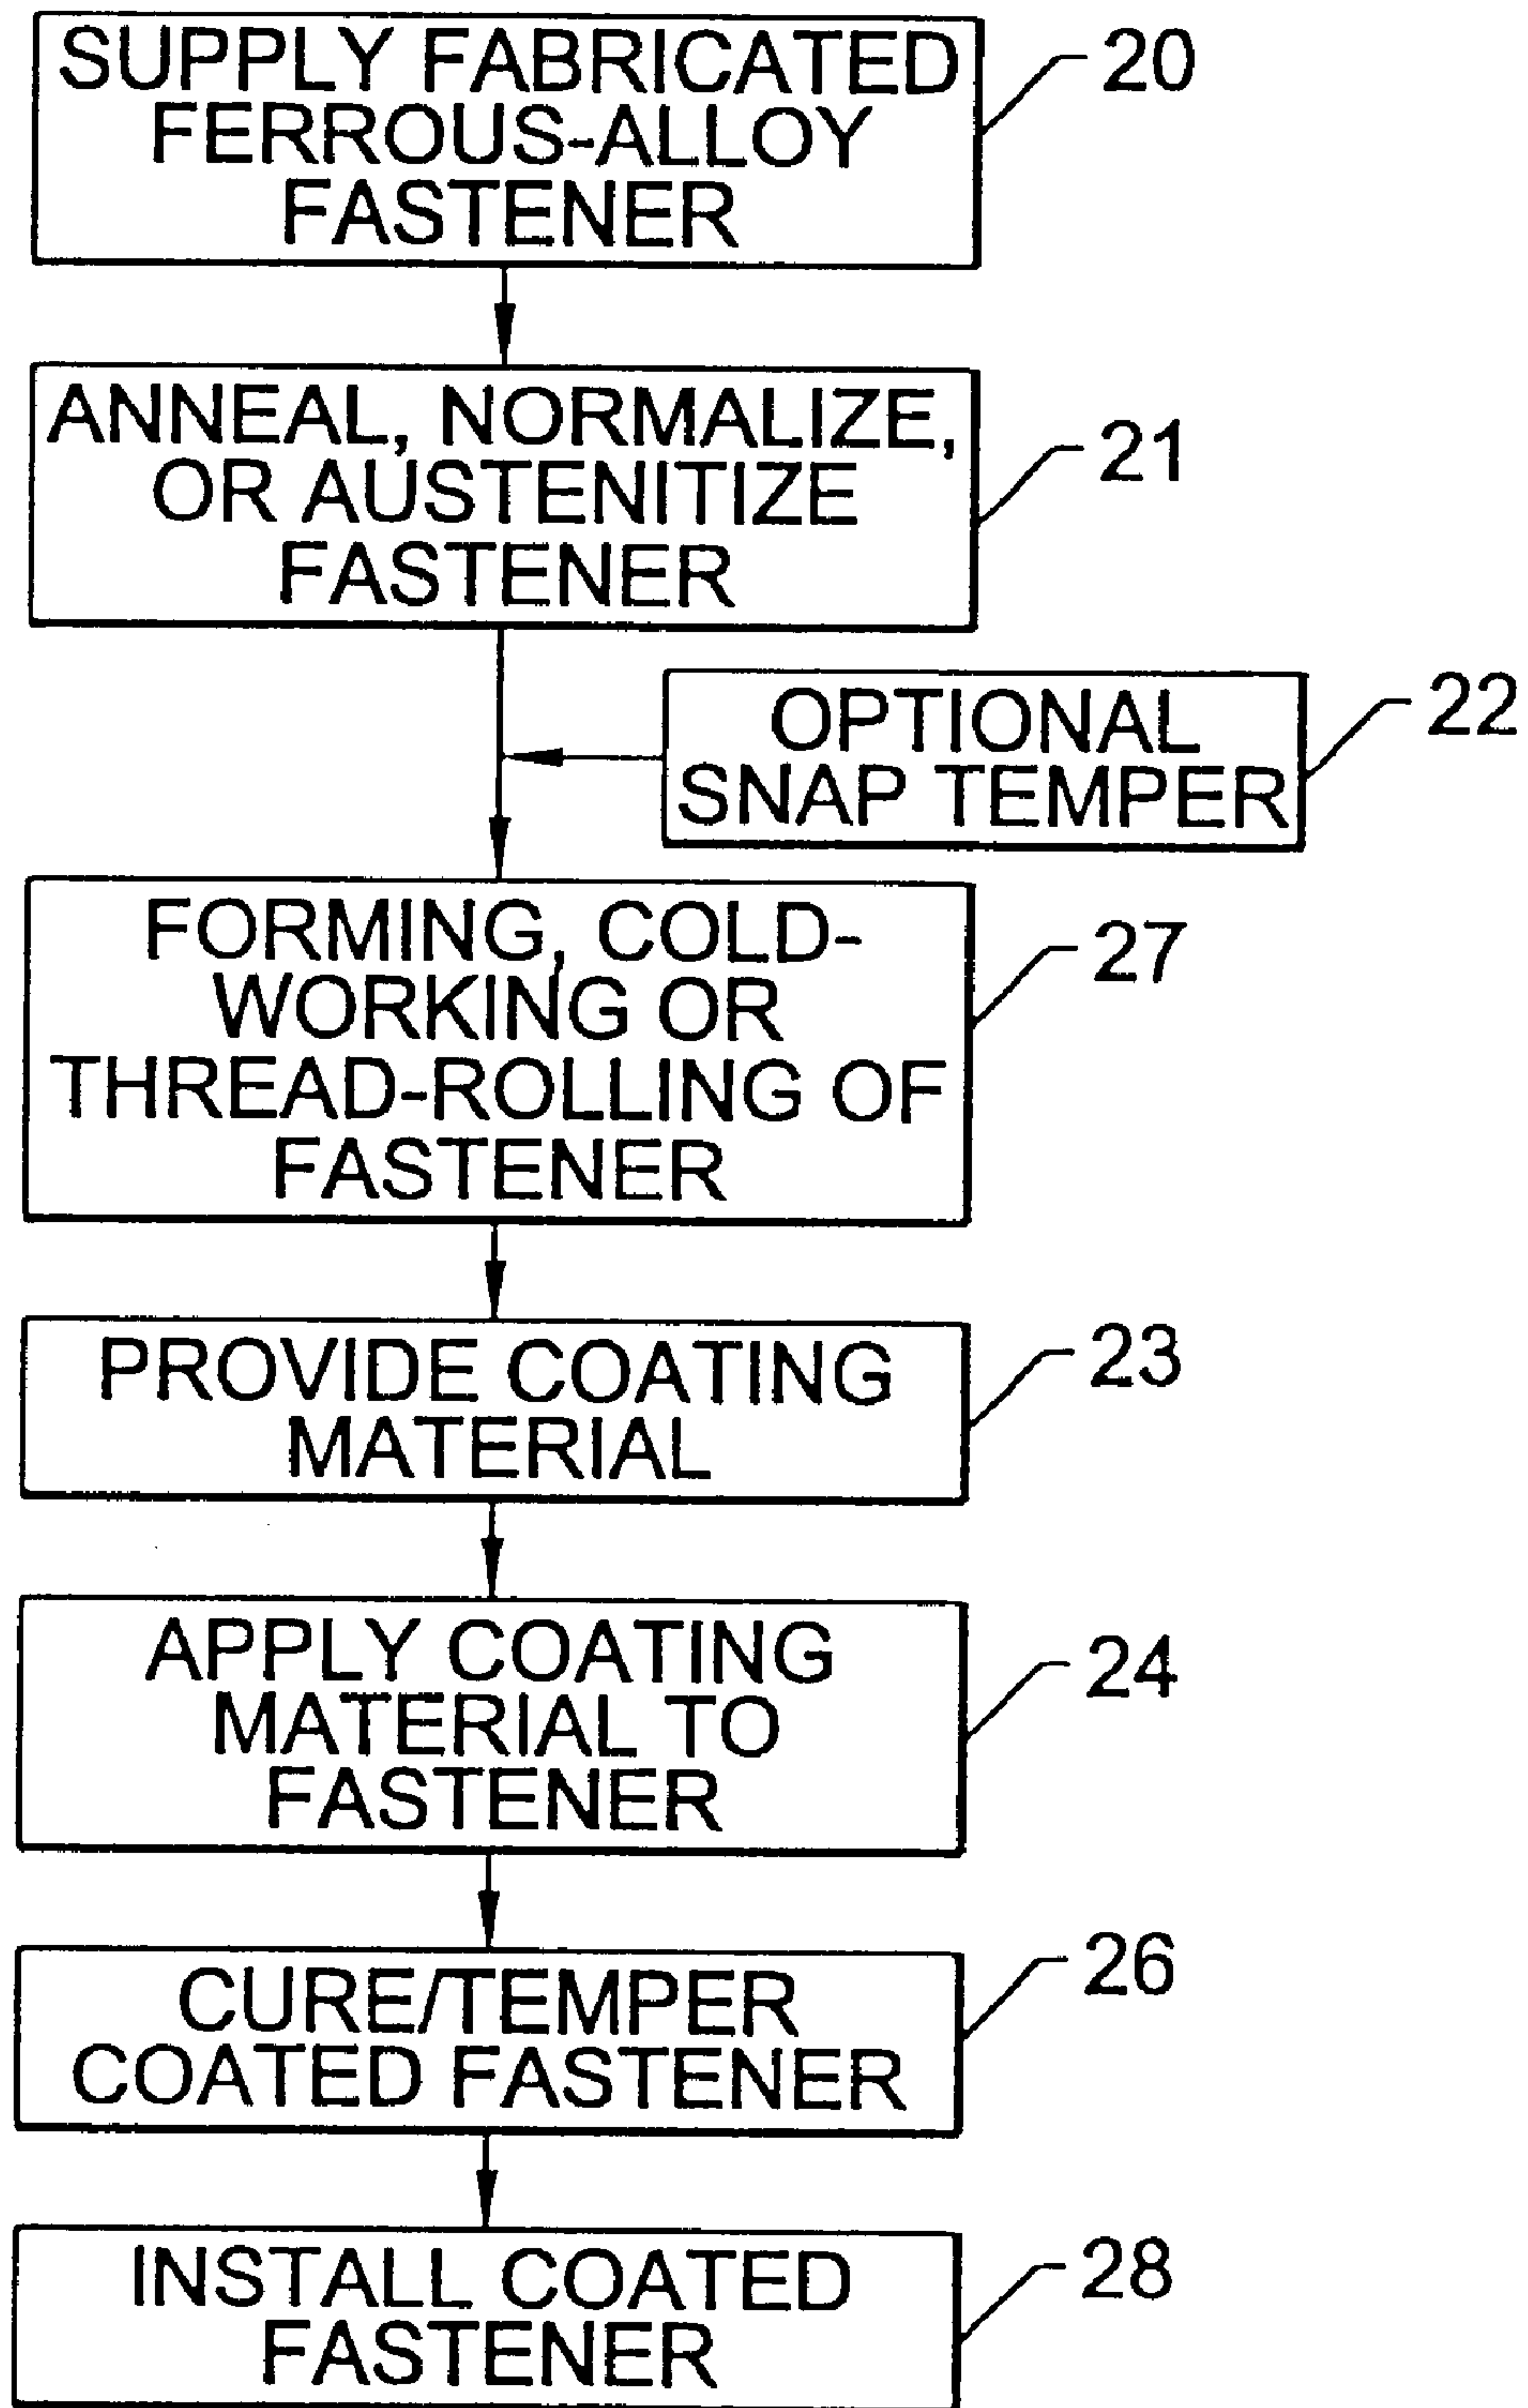 SUPPLY FABRICATED
FERROUS-ALLOY
FASTENER
20
ANNEAL, NORMALIZE,
OR AUSTENITIZE
FASTENER
21
OPTIONAL
SNAP TEMPER
22
FORMING, COLD-
WORKING OR
THREAD-ROLLING OF
FASTENER
27
PROVIDE COATING
MATERIAL
23
APPLY COATING
MATERIAL TO
FASTENER
24
CURE/TEMPER
COATED FASTENER
26
INSTALL COATED
FASTENER
28